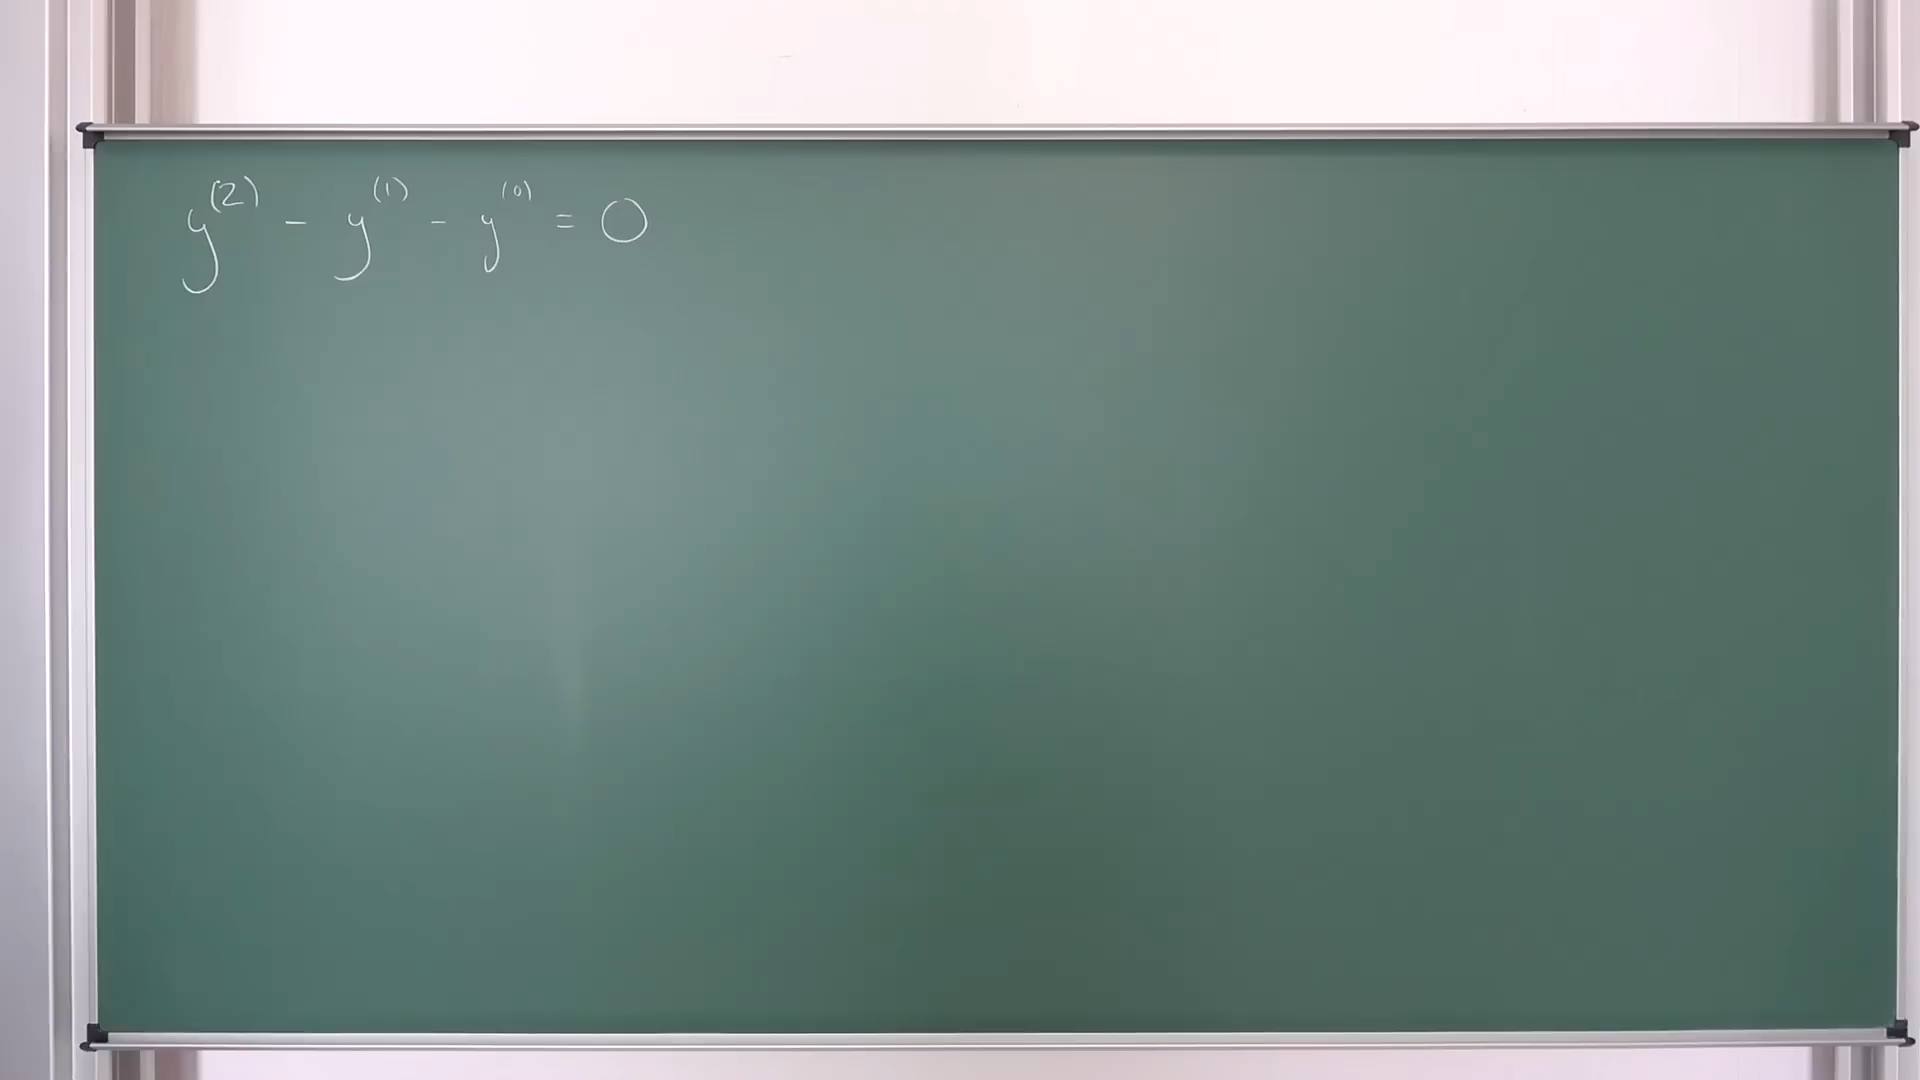 y^(2) - y^(1) - y^(0) = 0